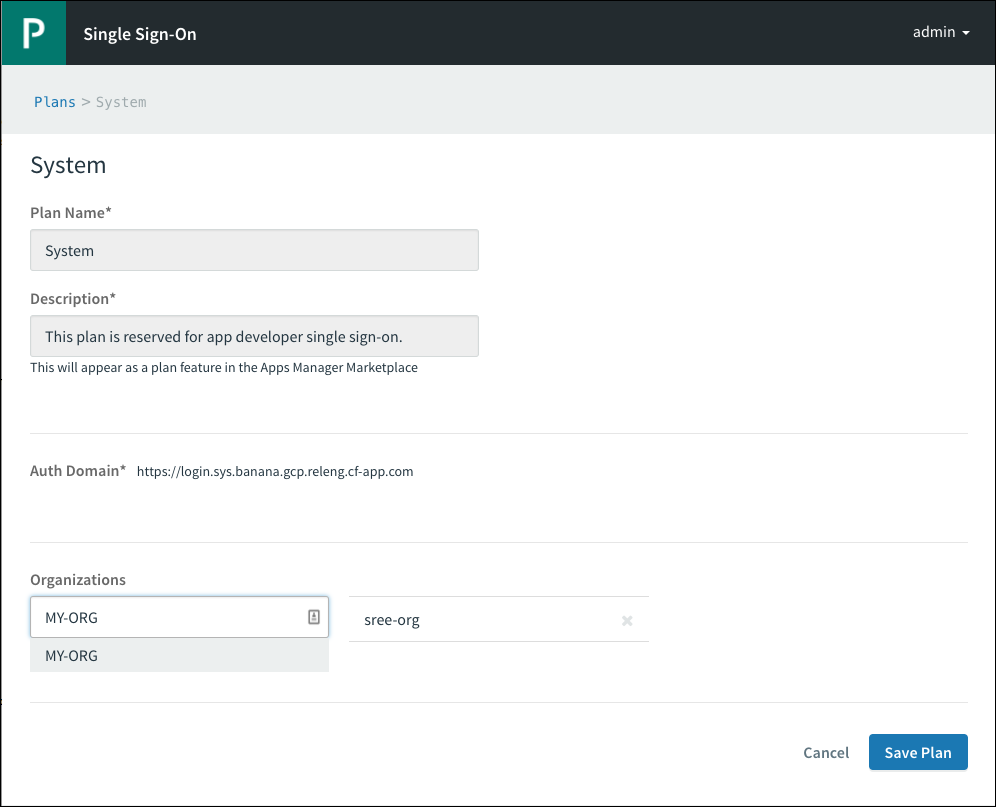 P
Single Sign-On
admin
Plans > System
System
Plan Name*
System
Description*
This plan is reserved for app developer single sign-on.
This will appear as a plan feature in the Apps Manager Marketplace
Auth Domain* https://login.sys.banana.gcp.releng.cf-app.com
Organizations
MY-ORG
sree-org
MY-ORG
Cancel
Save Plan